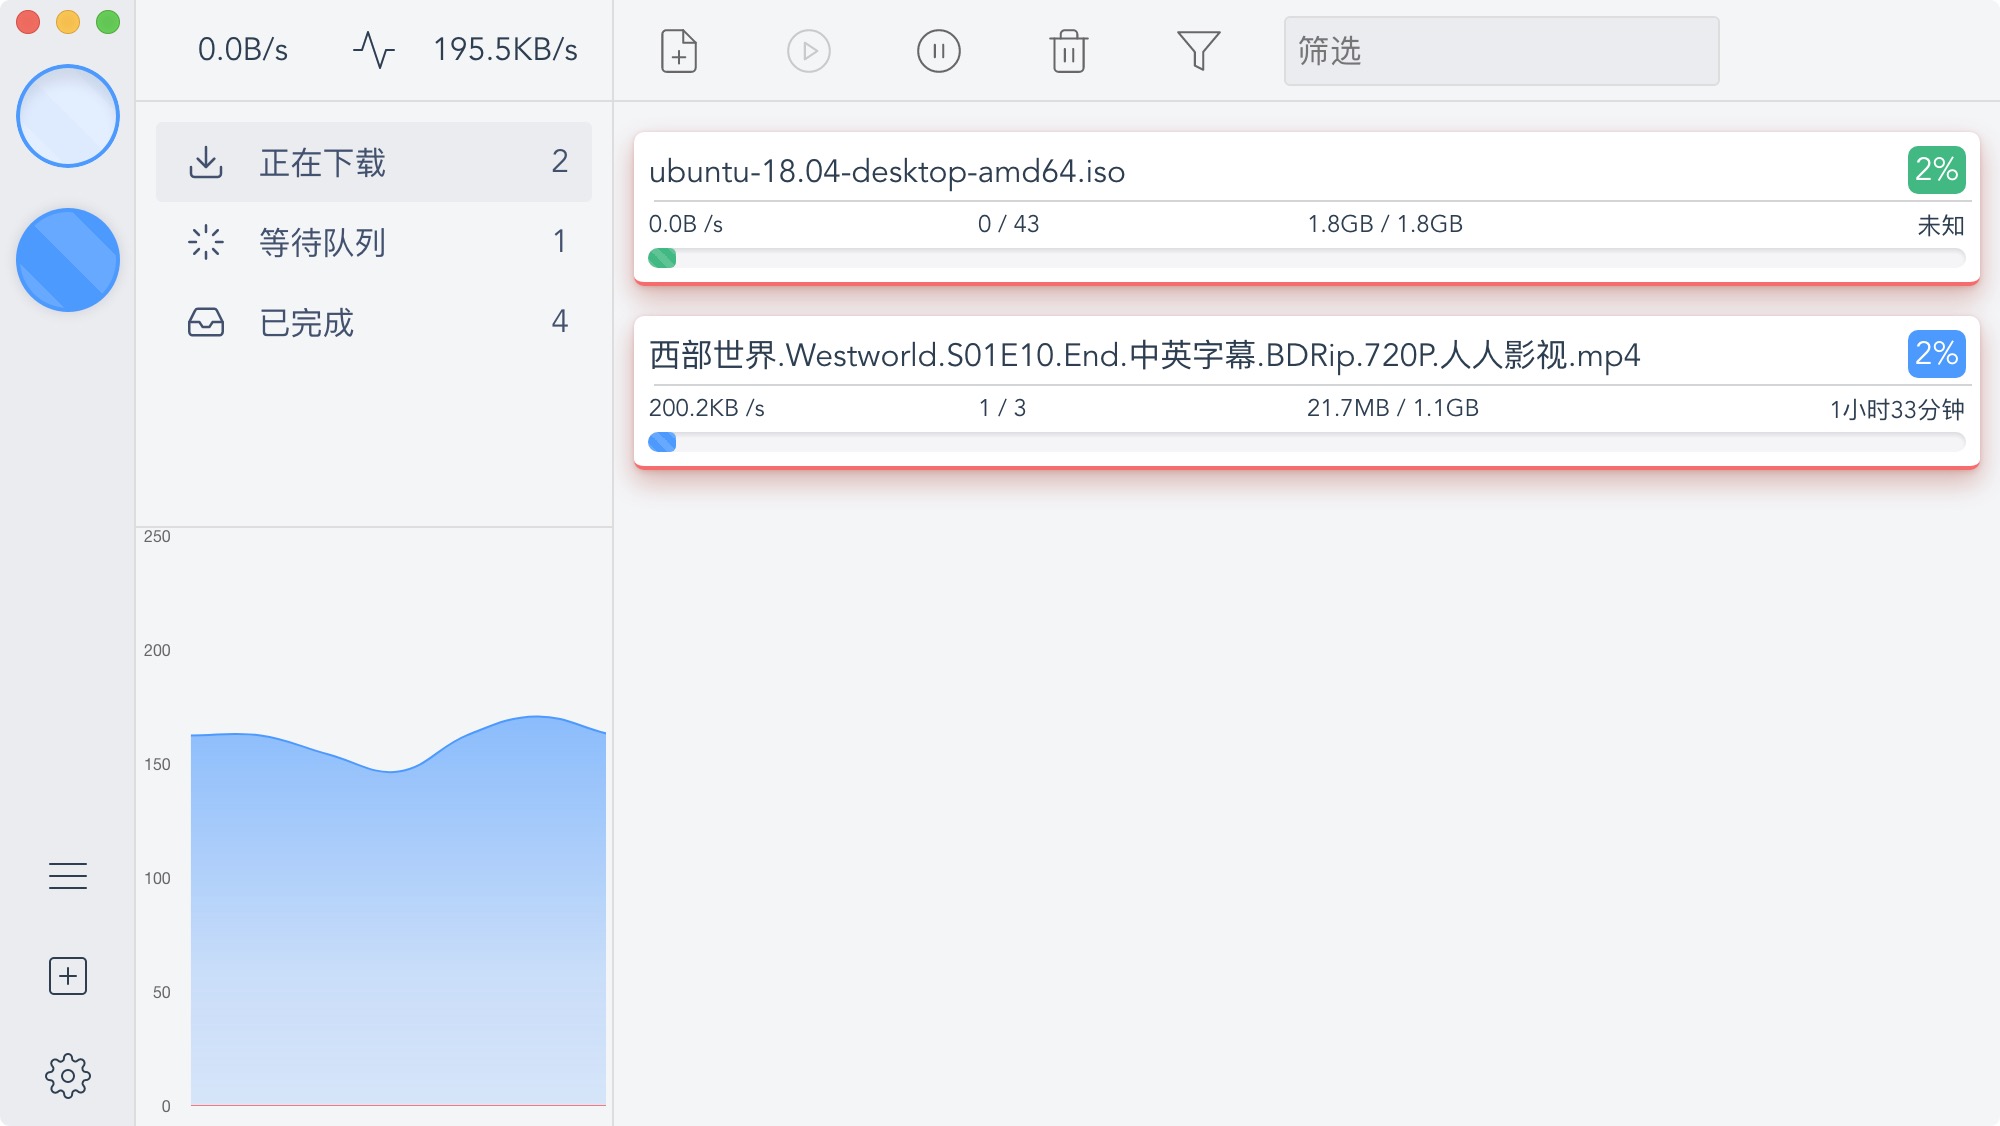 0.0B/s 195.5KB/s
筛选
正在下载 2
等待队列 1
已完成 4
ubuntu-18.04-desktop-amd64.iso 2%
0.0B /s 0 / 43 1.8GB / 1.8GB 未知
西部世界.Westworld.S01E10.End.中英字幕.BDRip.720P.人人影视.mp4 2%
200.2KB /s 1 / 3 21.7MB / 1.1GB 1小时33分钟
250
200
150
100
50
0